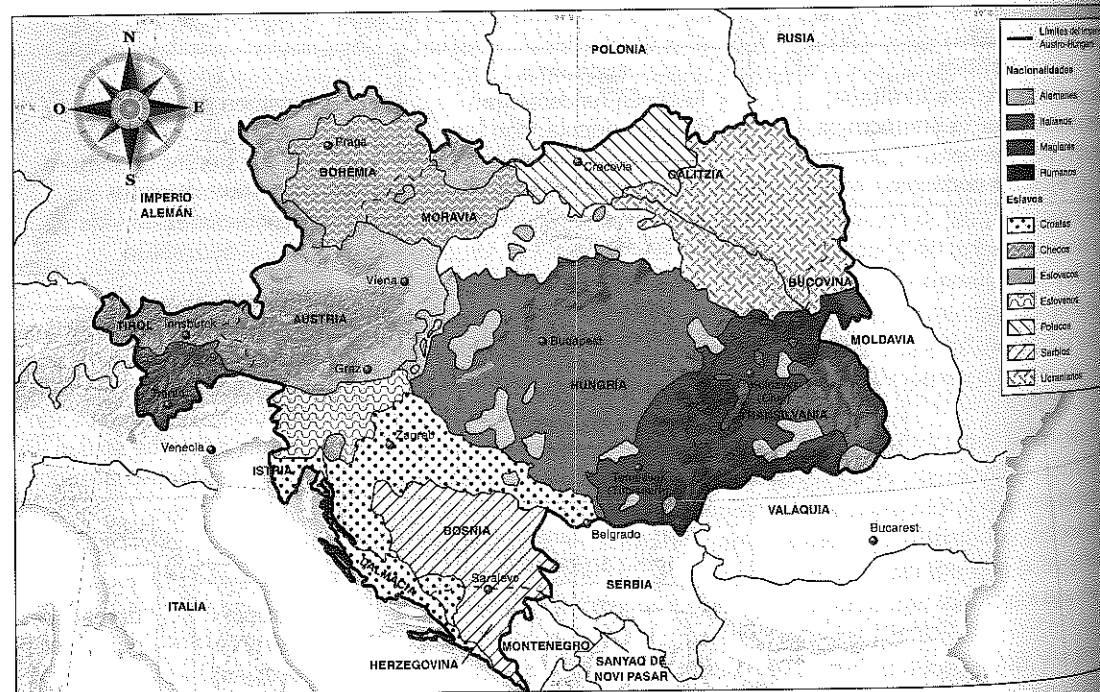 N
O
E
S
POLONIA
RUSIA
IMPERIO
ALEMÁN
Praga
BOHEMIA
MORAVIA
Cracovia
GALITZIA
Viena
AUSTRIA
BUCOVINA
TIROL
Innsbruck
Graz
Budapest
HUNGRÍA
MOLDAVIA
TRANSILVANIA
Venecia
Zagreb
ISTRIA
VALAQUIA
Bucarest
BOSNIA
Belgrado
DALMACIA
Sarajevo
SERBIA
ITALIA
HERZEGOVINA
MONTENEGRO
SANYAQ DE
NOVI PASAR
Límites del
Austro-Húngaro
Nacionalidades
Alemanes
Italianos
Magiares
Rumanos
Eslavos
Croatas
Checos
Eslovacos
Eslovenos
Polacos
Serbios
Ucranianos